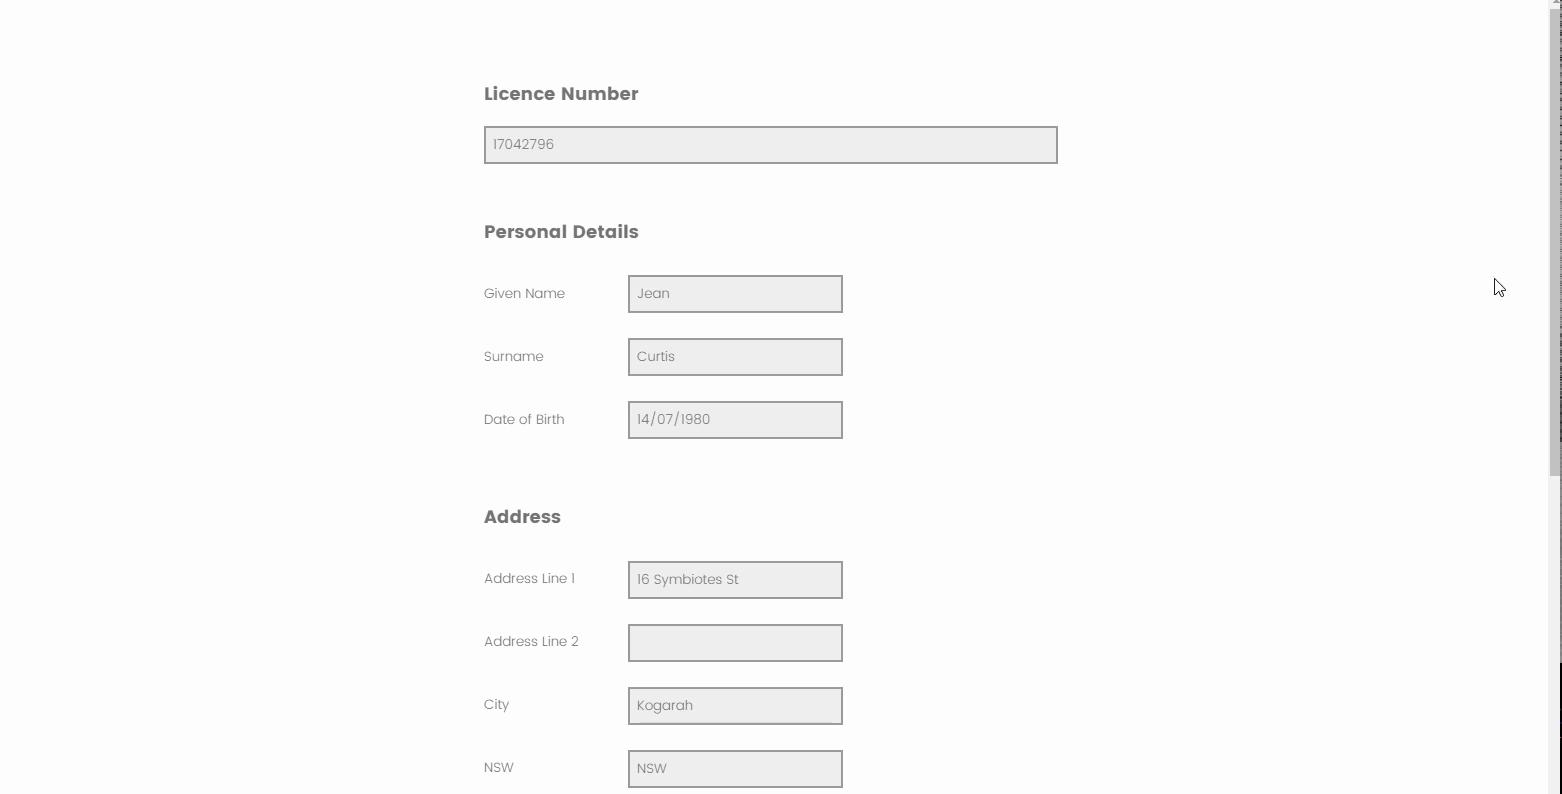 Licence Number
17042796
Personal Details
Given Name Jean
Surname Curtis
Date of Birth 14/07/1980
Address
Address Line 1 16 Symbiotes St
Address Line 2
City Kogarah
NSW NSW